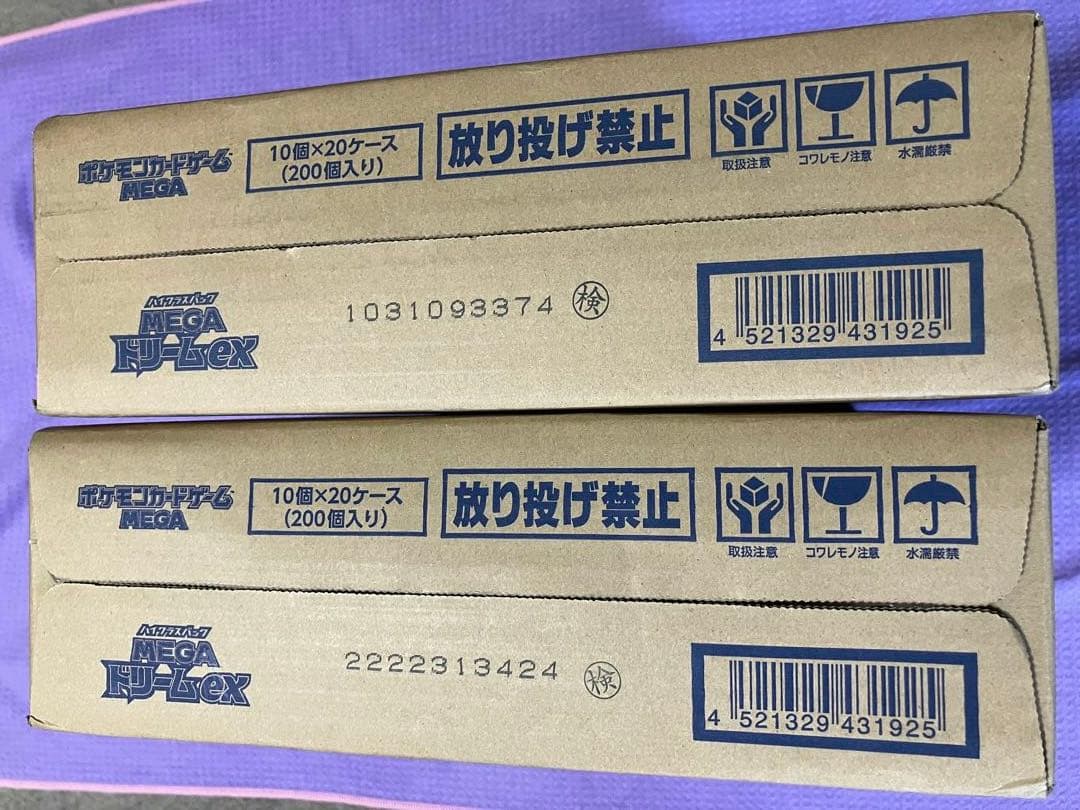 ポケモンカードゲーム
MEGA
10個×20ケース
(200個入り)
放り投げ禁止
取扱注意
コワレモノ注意
水濡厳禁
ハイクラスパック
MEGA
ドリームex
1031093374
検
4 521329 431925
ポケモンカードゲーム
MEGA
10個×20ケース
(200個入り)
放り投げ禁止
取扱注意
コワレモノ注意
水濡厳禁
ハイクラスパック
MEGA
ドリームex
2222313424
検
4 521329 431925